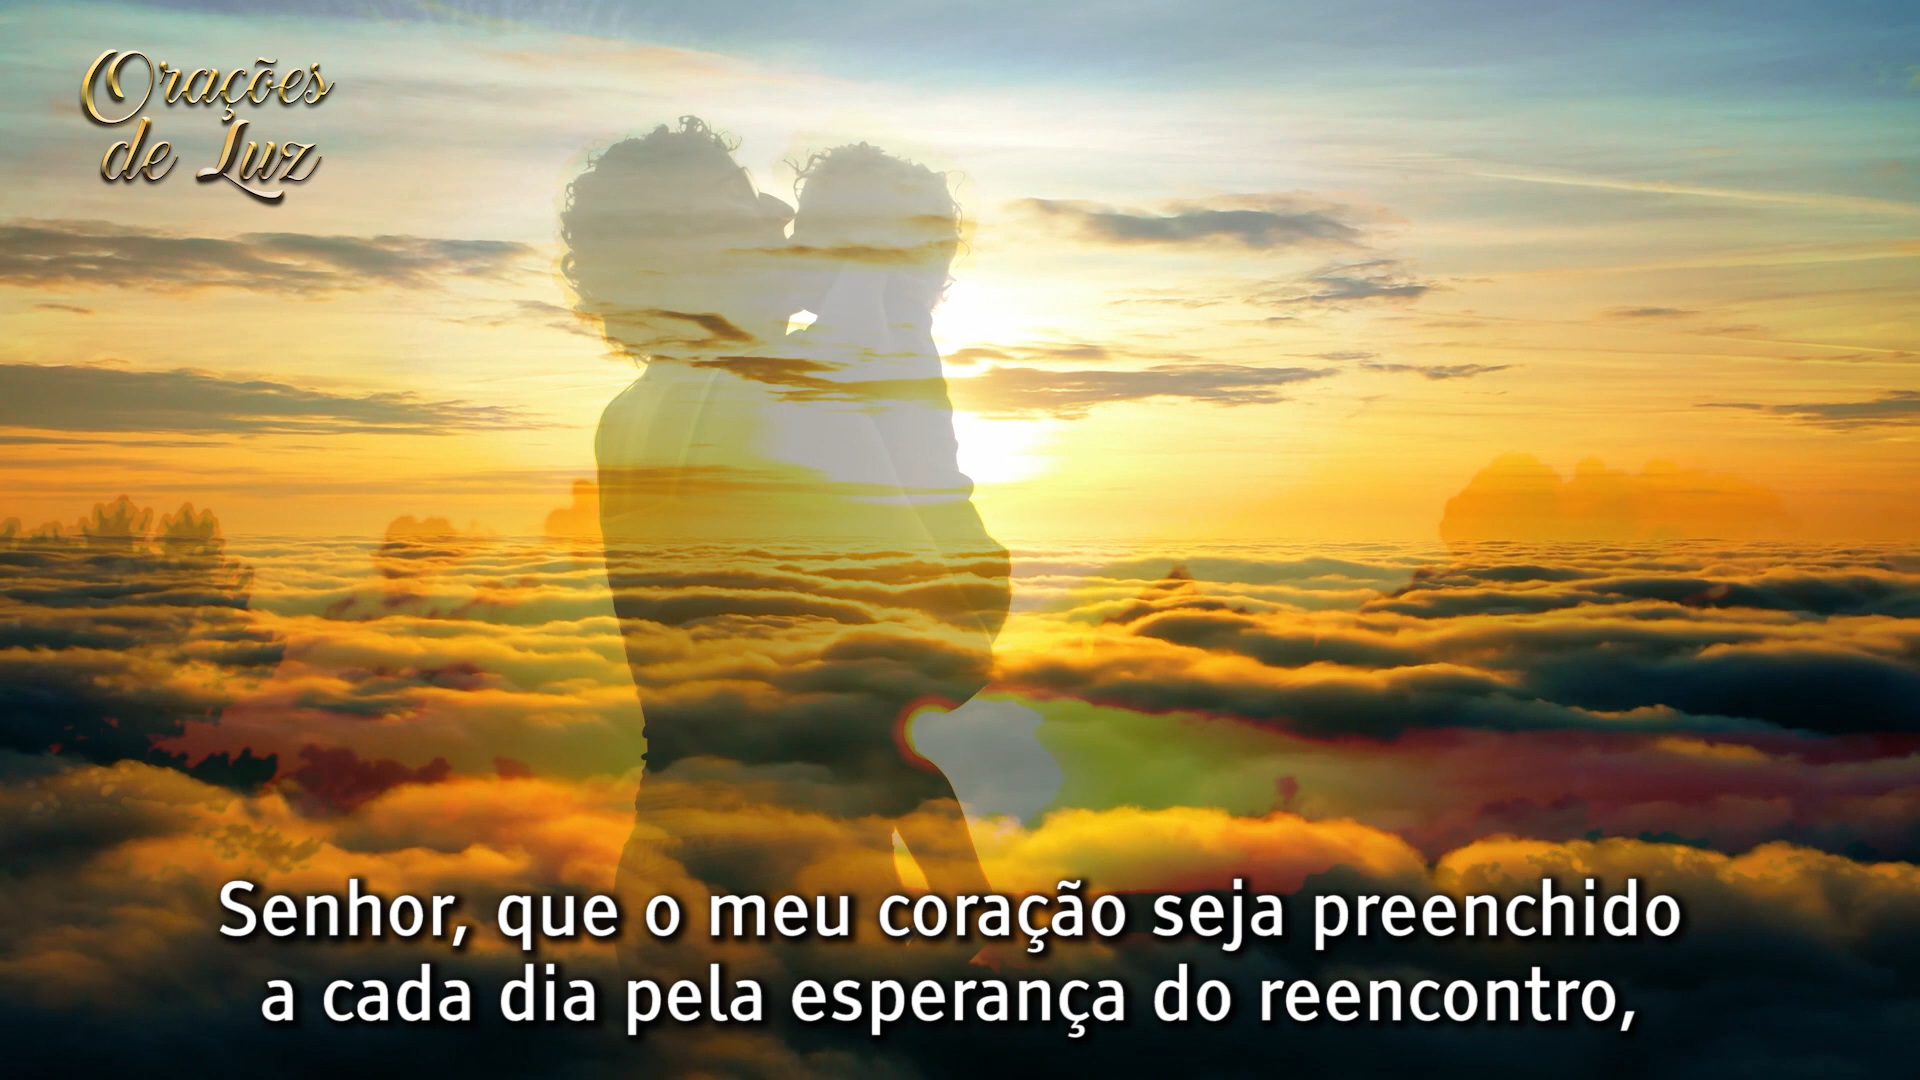 Orações
de Luz
Senhor, que o meu coração seja preenchido
a cada dia pela esperança do reencontro,